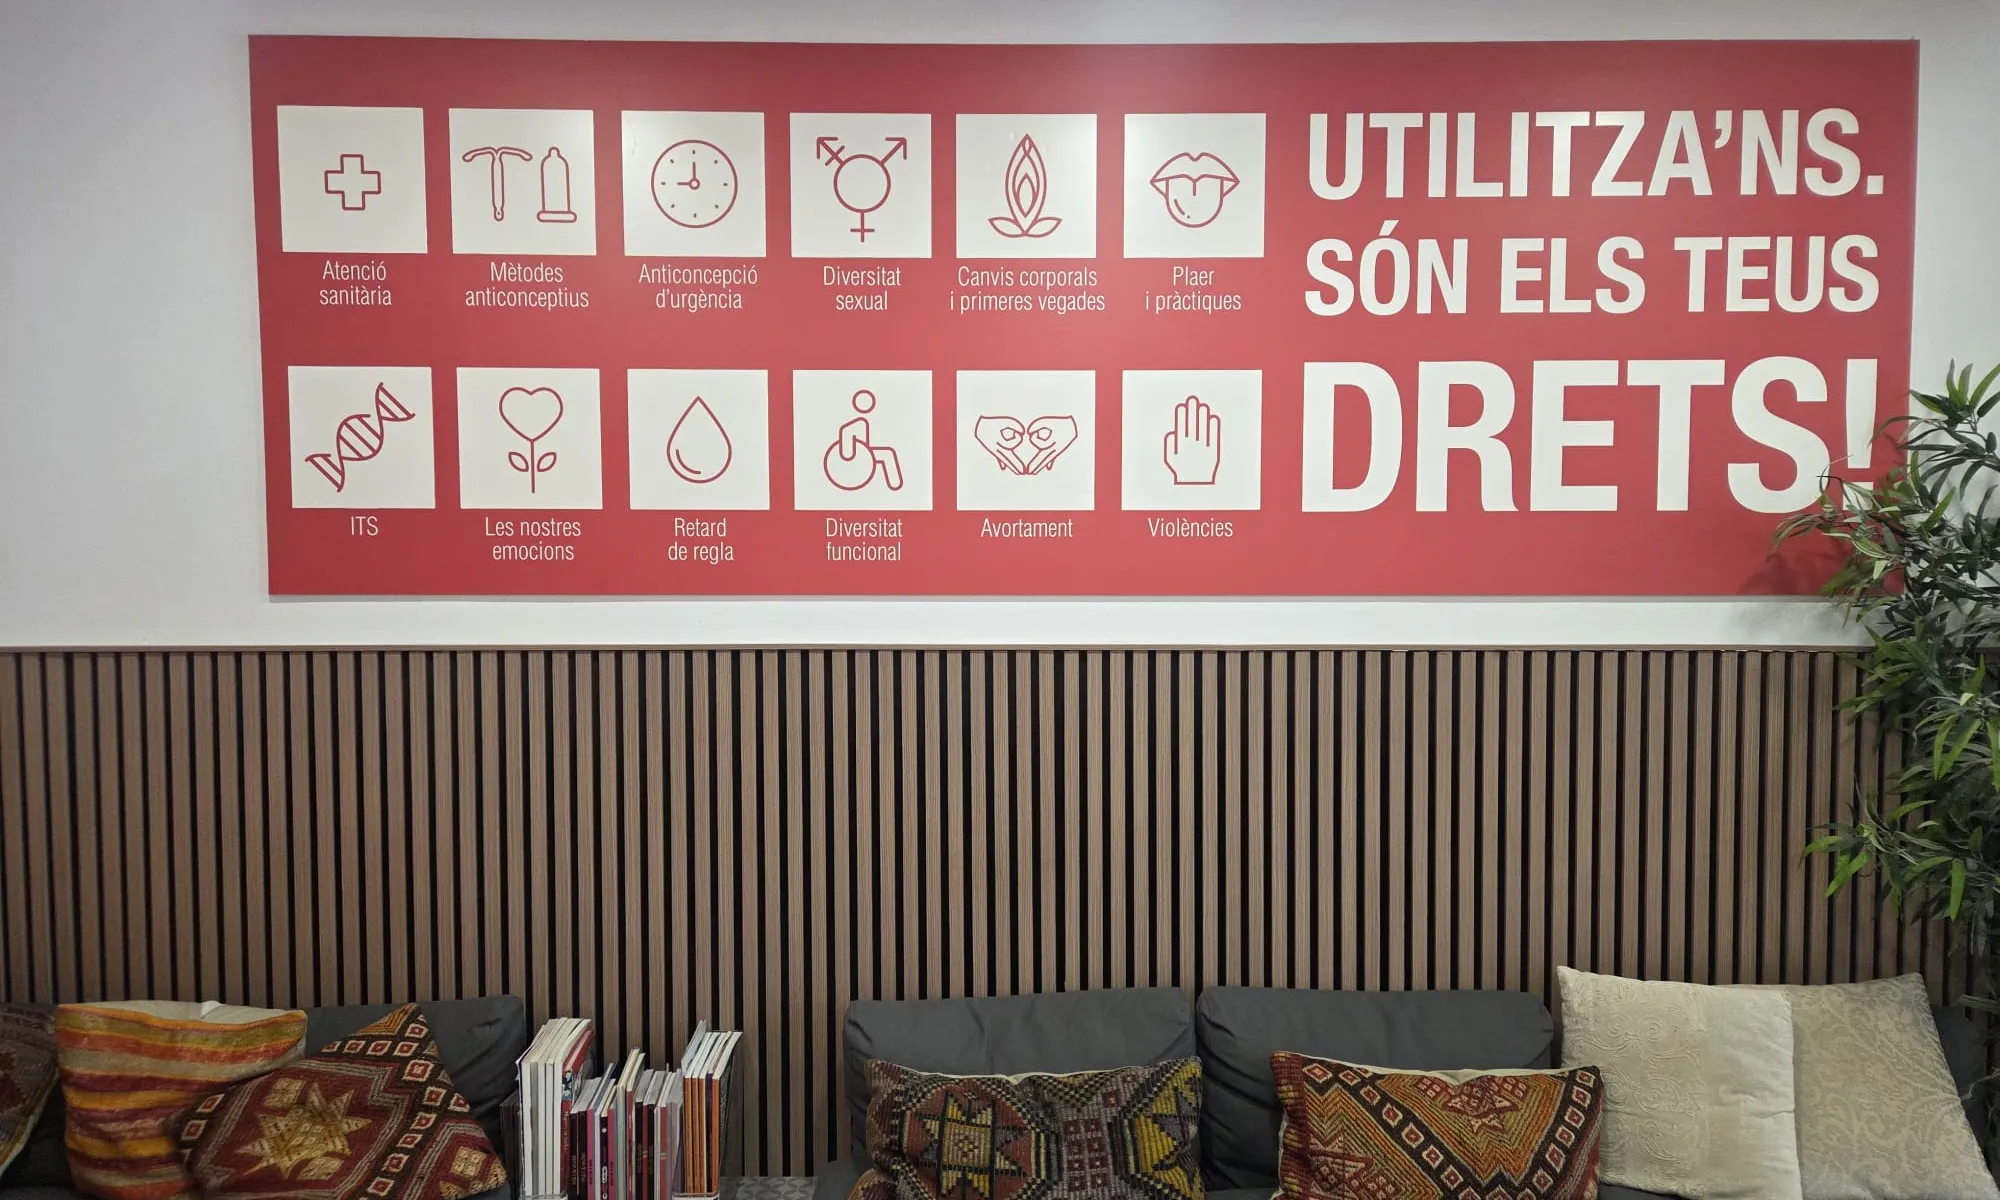 Atenció
sanitària
Mètodes
anticonceptius
Anticoncepció
d'urgència
Diversitat
sexual
Canvis corporals
i primeres vegades
Plaer
i pràctiques
ITS
Les nostres
emocions
Retard
de regla
Diversitat
funcional
Avortament
Violències
UTILITZA'NS.
SÓN ELS TEUS
DRETS!